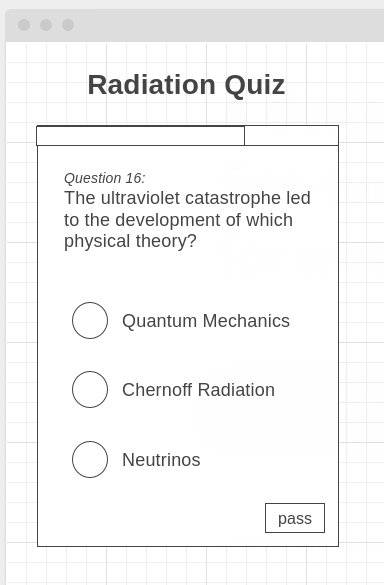 Radiation Quiz
Question 16:
The ultraviolet catastrophe led
to the development of which
physical theory?
Quantum Mechanics
Chernoff Radiation
Neutrinos
pass